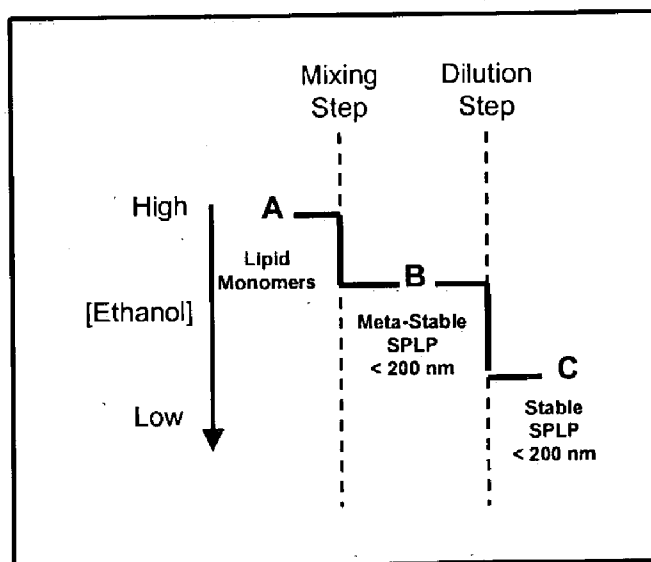 Mixing
Step
Dilution
Step
High
A
Lipid
Monomers
[Ethanol]
B
Meta-Stable
SPLP
< 200 nm
Low
C
Stable
SPLP
< 200 nm